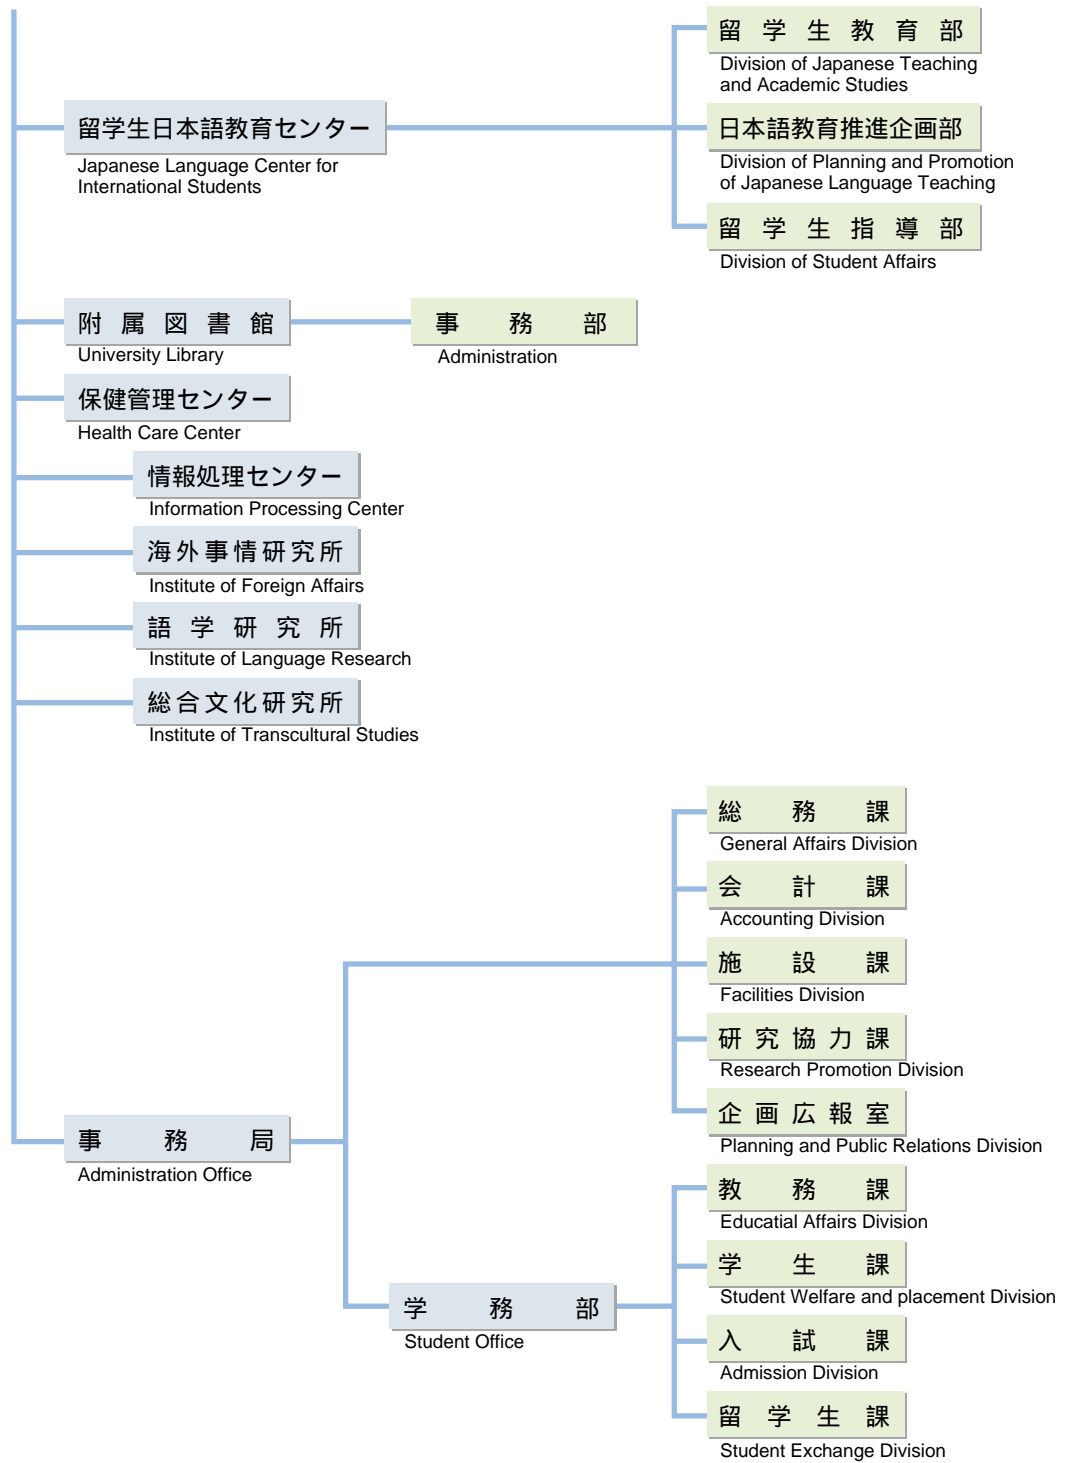 留学生教育部
Division of Japanese Teaching
and Academic Studies
留学生日本語教育センター
Japanese Language Center for
International Students
日本語教育推進企画部
Division of Planning and Promotion
of Japanese Language Teaching
留学生指導部
Division of Student Affairs
附属図書館
University Library
事務部
Administration
保健管理センター
Health Care Center
情報処理センター
Information Processing Center
海外事情研究所
Institute of Foreign Affairs
語学研究所
Institute of Language Research
総合文化研究所
Institute of Transcultural Studies
事務局
Administration Office
総務課
General Affairs Division
会計課
Accounting Division
施設課
Facilities Division
研究協力課
Research Promotion Division
企画広報室
Planning and Public Relations Division
学務部
Student Office
教務課
Educatial Affairs Division
学生課
Student Welfare and placement Division
入試課
Admission Division
留学生課
Student Exchange Division